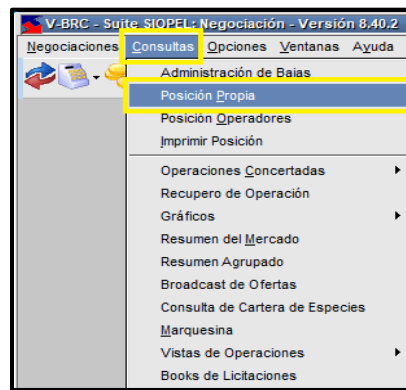 V-BRC - Suite SIOPEL: Negociación - Versión 8.40.2
Negociaciones Consultas Opciones Ventanas Ayuda
Administración de Bajas
Posición Propia
Posición Operadores
Imprimir Posición
Operaciones Concertadas
Recupero de Operación
Gráficos
Resumen del Mercado
Resumen Agrupado
Broadcast de Ofertas
Consulta de Cartera de Especies
Marquesina
Vistas de Operaciones
Books de Licitaciones